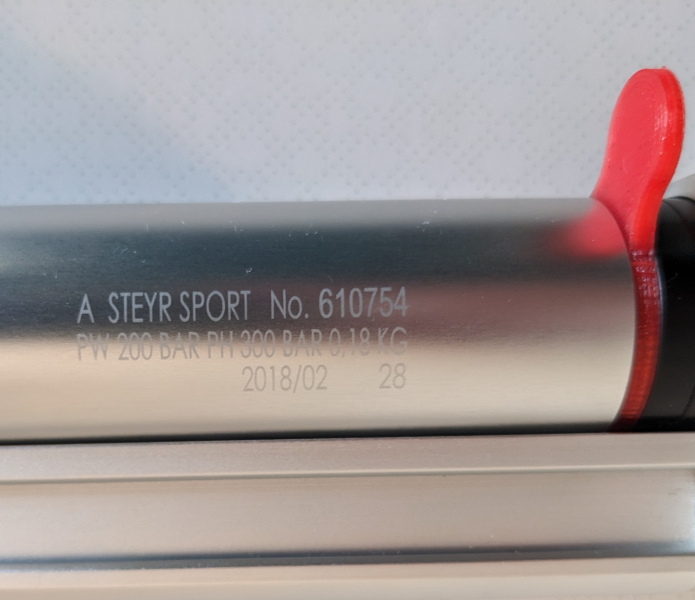 A STEYR SPORT No. 610754
PW 200 BAR PH 300 BAR 0,18 KG
2018/02 28